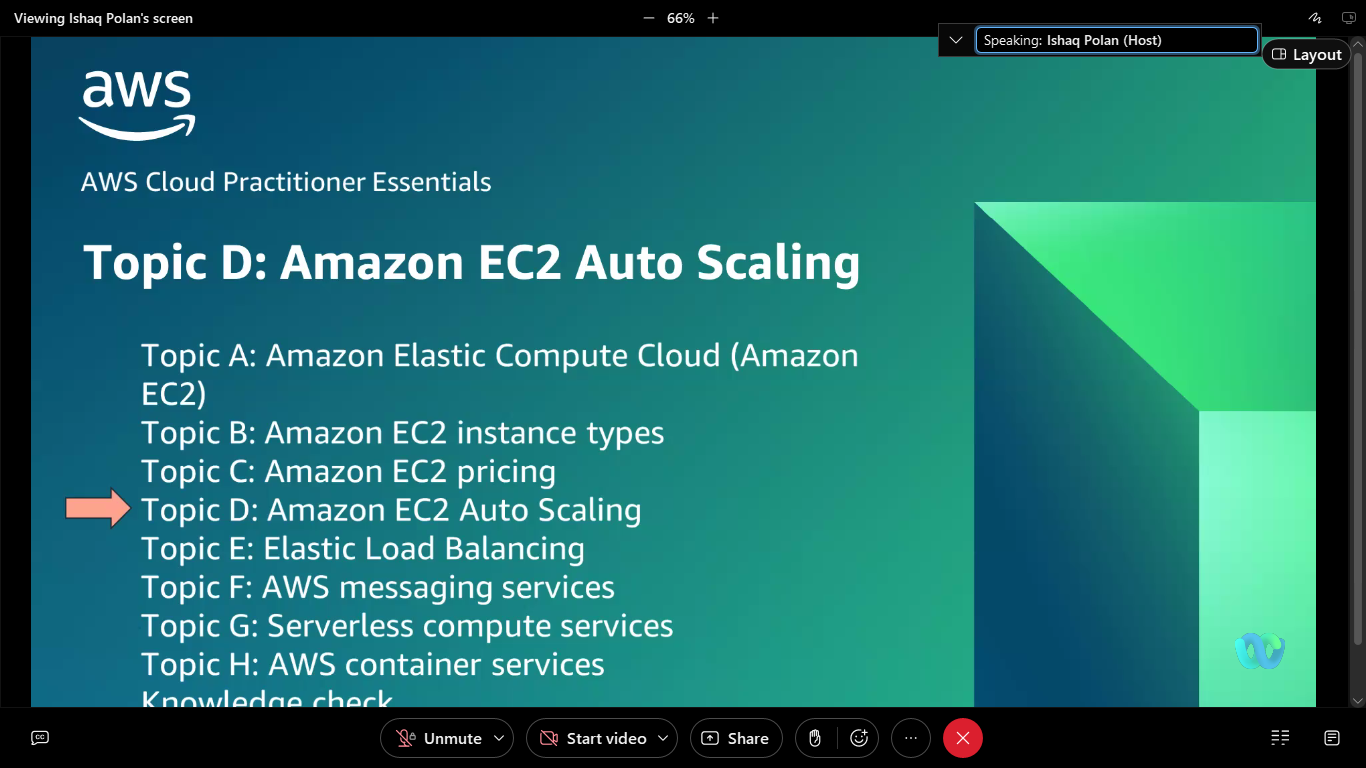 Viewing Ishaq Polan's screen
66%
Speaking: Ishaq Polan (Host)
Layout
aws
AWS Cloud Practitioner Essentials
Topic D: Amazon EC2 Auto Scaling
Topic A: Amazon Elastic Compute Cloud (Amazon
EC2)
Topic B: Amazon EC2 instance types
Topic C: Amazon EC2 pricing
Topic D: Amazon EC2 Auto Scaling
Topic E: Elastic Load Balancing
Topic F: AWS messaging services
Topic G: Serverless compute services
Topic H: AWS container services
Knowledge check
CC
Unmute
Start video
Share